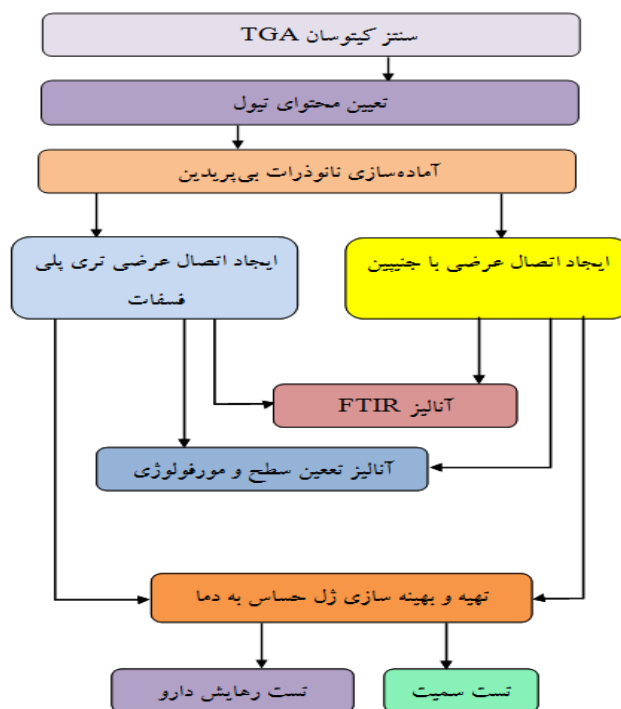 سنتز کیتوسان TGA
تعیین محتوای تیول
آماده‌سازی نانوذرات بی‌پریدین
ایجاد اتصال عرضی با جنیپین
ایجاد اتصال عرضی تری پلی
فسفات
آنالیز FTIR
آنالیز تععین سطح و مورفولوژی
تهیه و بهینه سازی ژل حساس به دما
تست سمیت
تست رهایش دارو